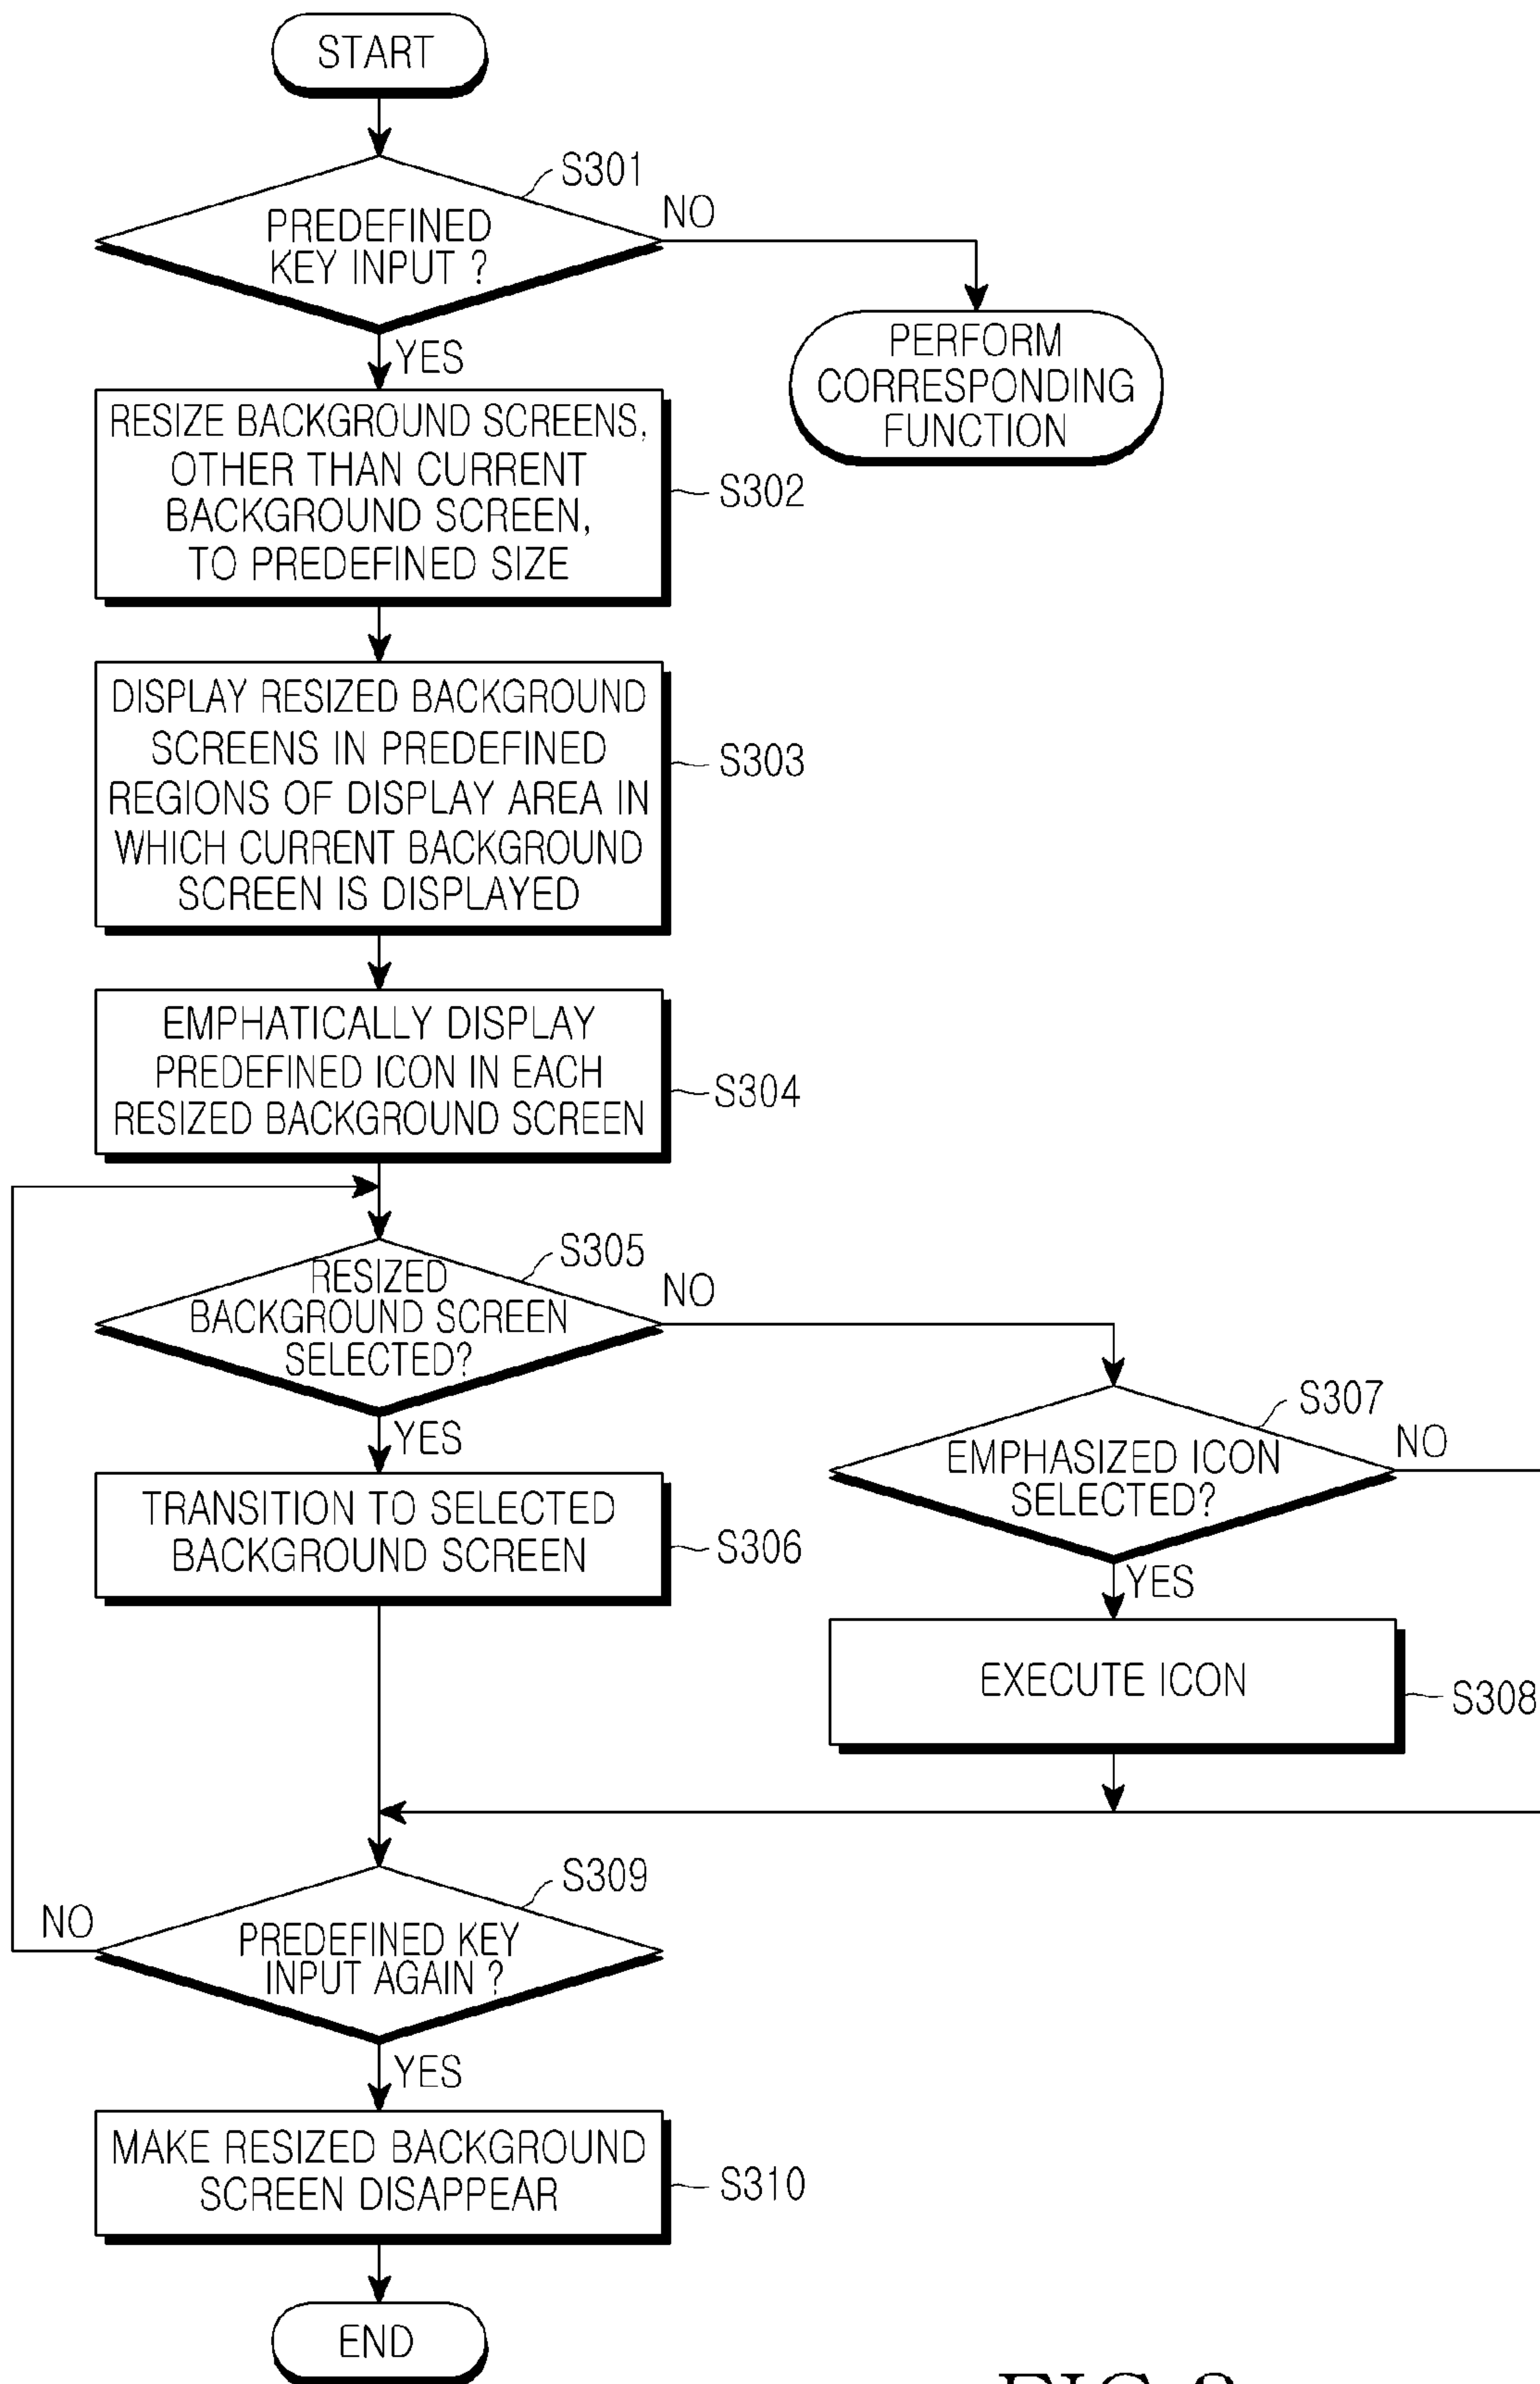 START
S301
PREDEFINED
KEY INPUT ?
NO
YES
PERFORM
CORRESPONDING
FUNCTION
RESIZE BACKGROUND SCREENS,
OTHER THAN CURRENT
BACKGROUND SCREEN,
TO PREDEFINED SIZE
S302
DISPLAY RESIZED BACKGROUND
SCREENS IN PREDEFINED
REGIONS OF DISPLAY AREA IN
WHICH CURRENT BACKGROUND
SCREEN IS DISPLAYED
S303
EMPHATICALLY DISPLAY
PREDEFINED ICON IN EACH
RESIZED BACKGROUND SCREEN
S304
S305
RESIZED
BACKGROUND SCREEN
SELECTED?
NO
YES
S307
EMPHASIZED ICON
SELECTED?
NO
YES
TRANSITION TO SELECTED
BACKGROUND SCREEN
S306
EXECUTE ICON
S308
S309
PREDEFINED KEY
INPUT AGAIN ?
NO
YES
MAKE RESIZED BACKGROUND
SCREEN DISAPPEAR
S310
END